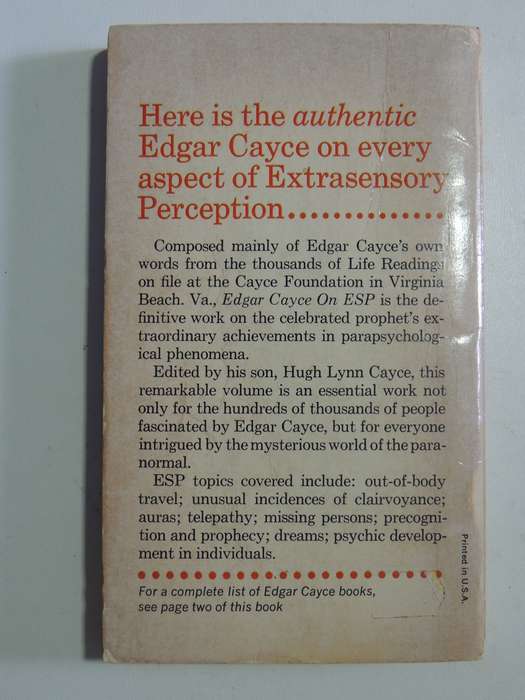 Here is the authentic
Edgar Cayce on every
aspect of Extrasensory
Perception..............
Composed mainly of Edgar Cayce's own
words from the thousands of Life Readings
on file at the Cayce Foundation in Virginia
Beach. Va., Edgar Cayce On ESP is the de-
finitive work on the celebrated prophet's ex-
traordinary achievements in parapsycholog-
ical phenomena.
Edited by his son, Hugh Lynn Cayce, this
remarkable volume is an essential work not
only for the hundreds of thousands of people
fascinated by Edgar Cayce, but for everyone
intrigued by the mysterious world of the para-
normal.
ESP topics covered include: out-of-body
travel; unusual incidences of clairvoyance;
auras; telepathy; missing persons; precogni-
tion and prophecy; dreams; psychic develop-
ment in individuals.
For a complete list of Edgar Cayce books,
see page two of this book
Printed in U.S.A.